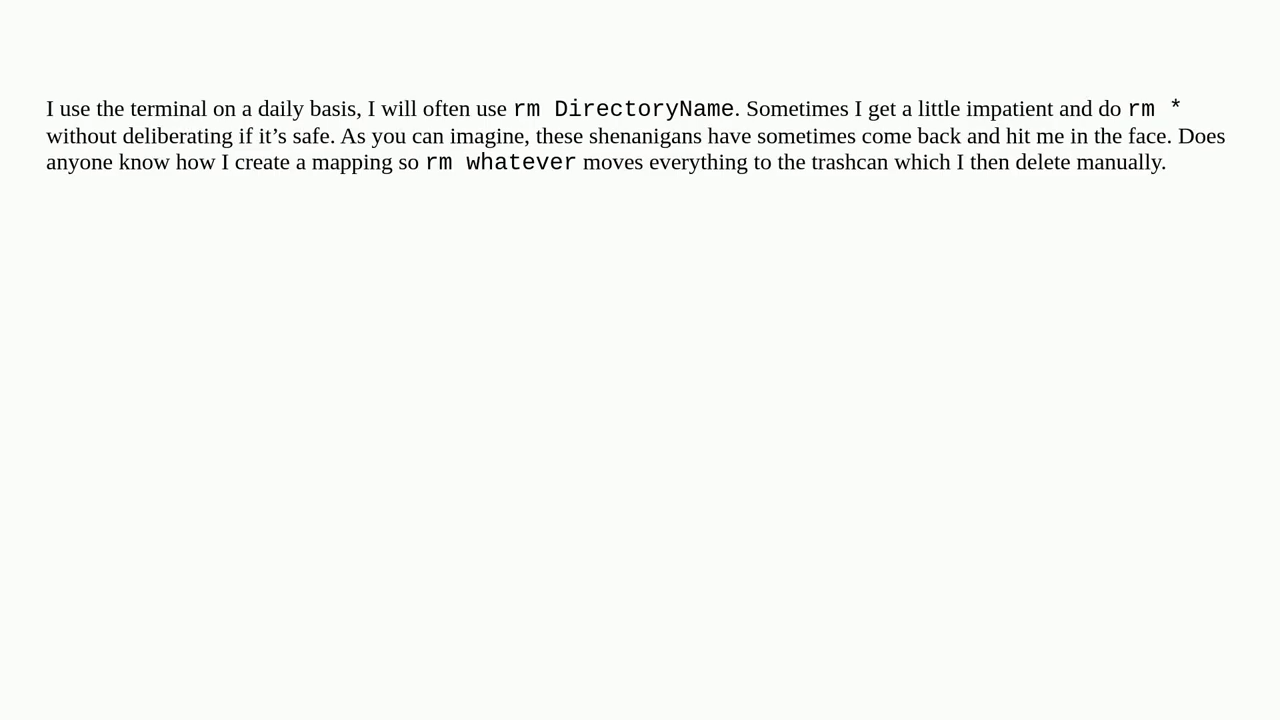 I use the terminal on a daily basis, I will often use rm DirectoryName. Sometimes I get a little impatient and do rm *
without deliberating if it’s safe. As you can imagine, these shenanigans have sometimes come back and hit me in the face. Does
anyone know how I create a mapping so rm whatever moves everything to the trashcan which I then delete manually.